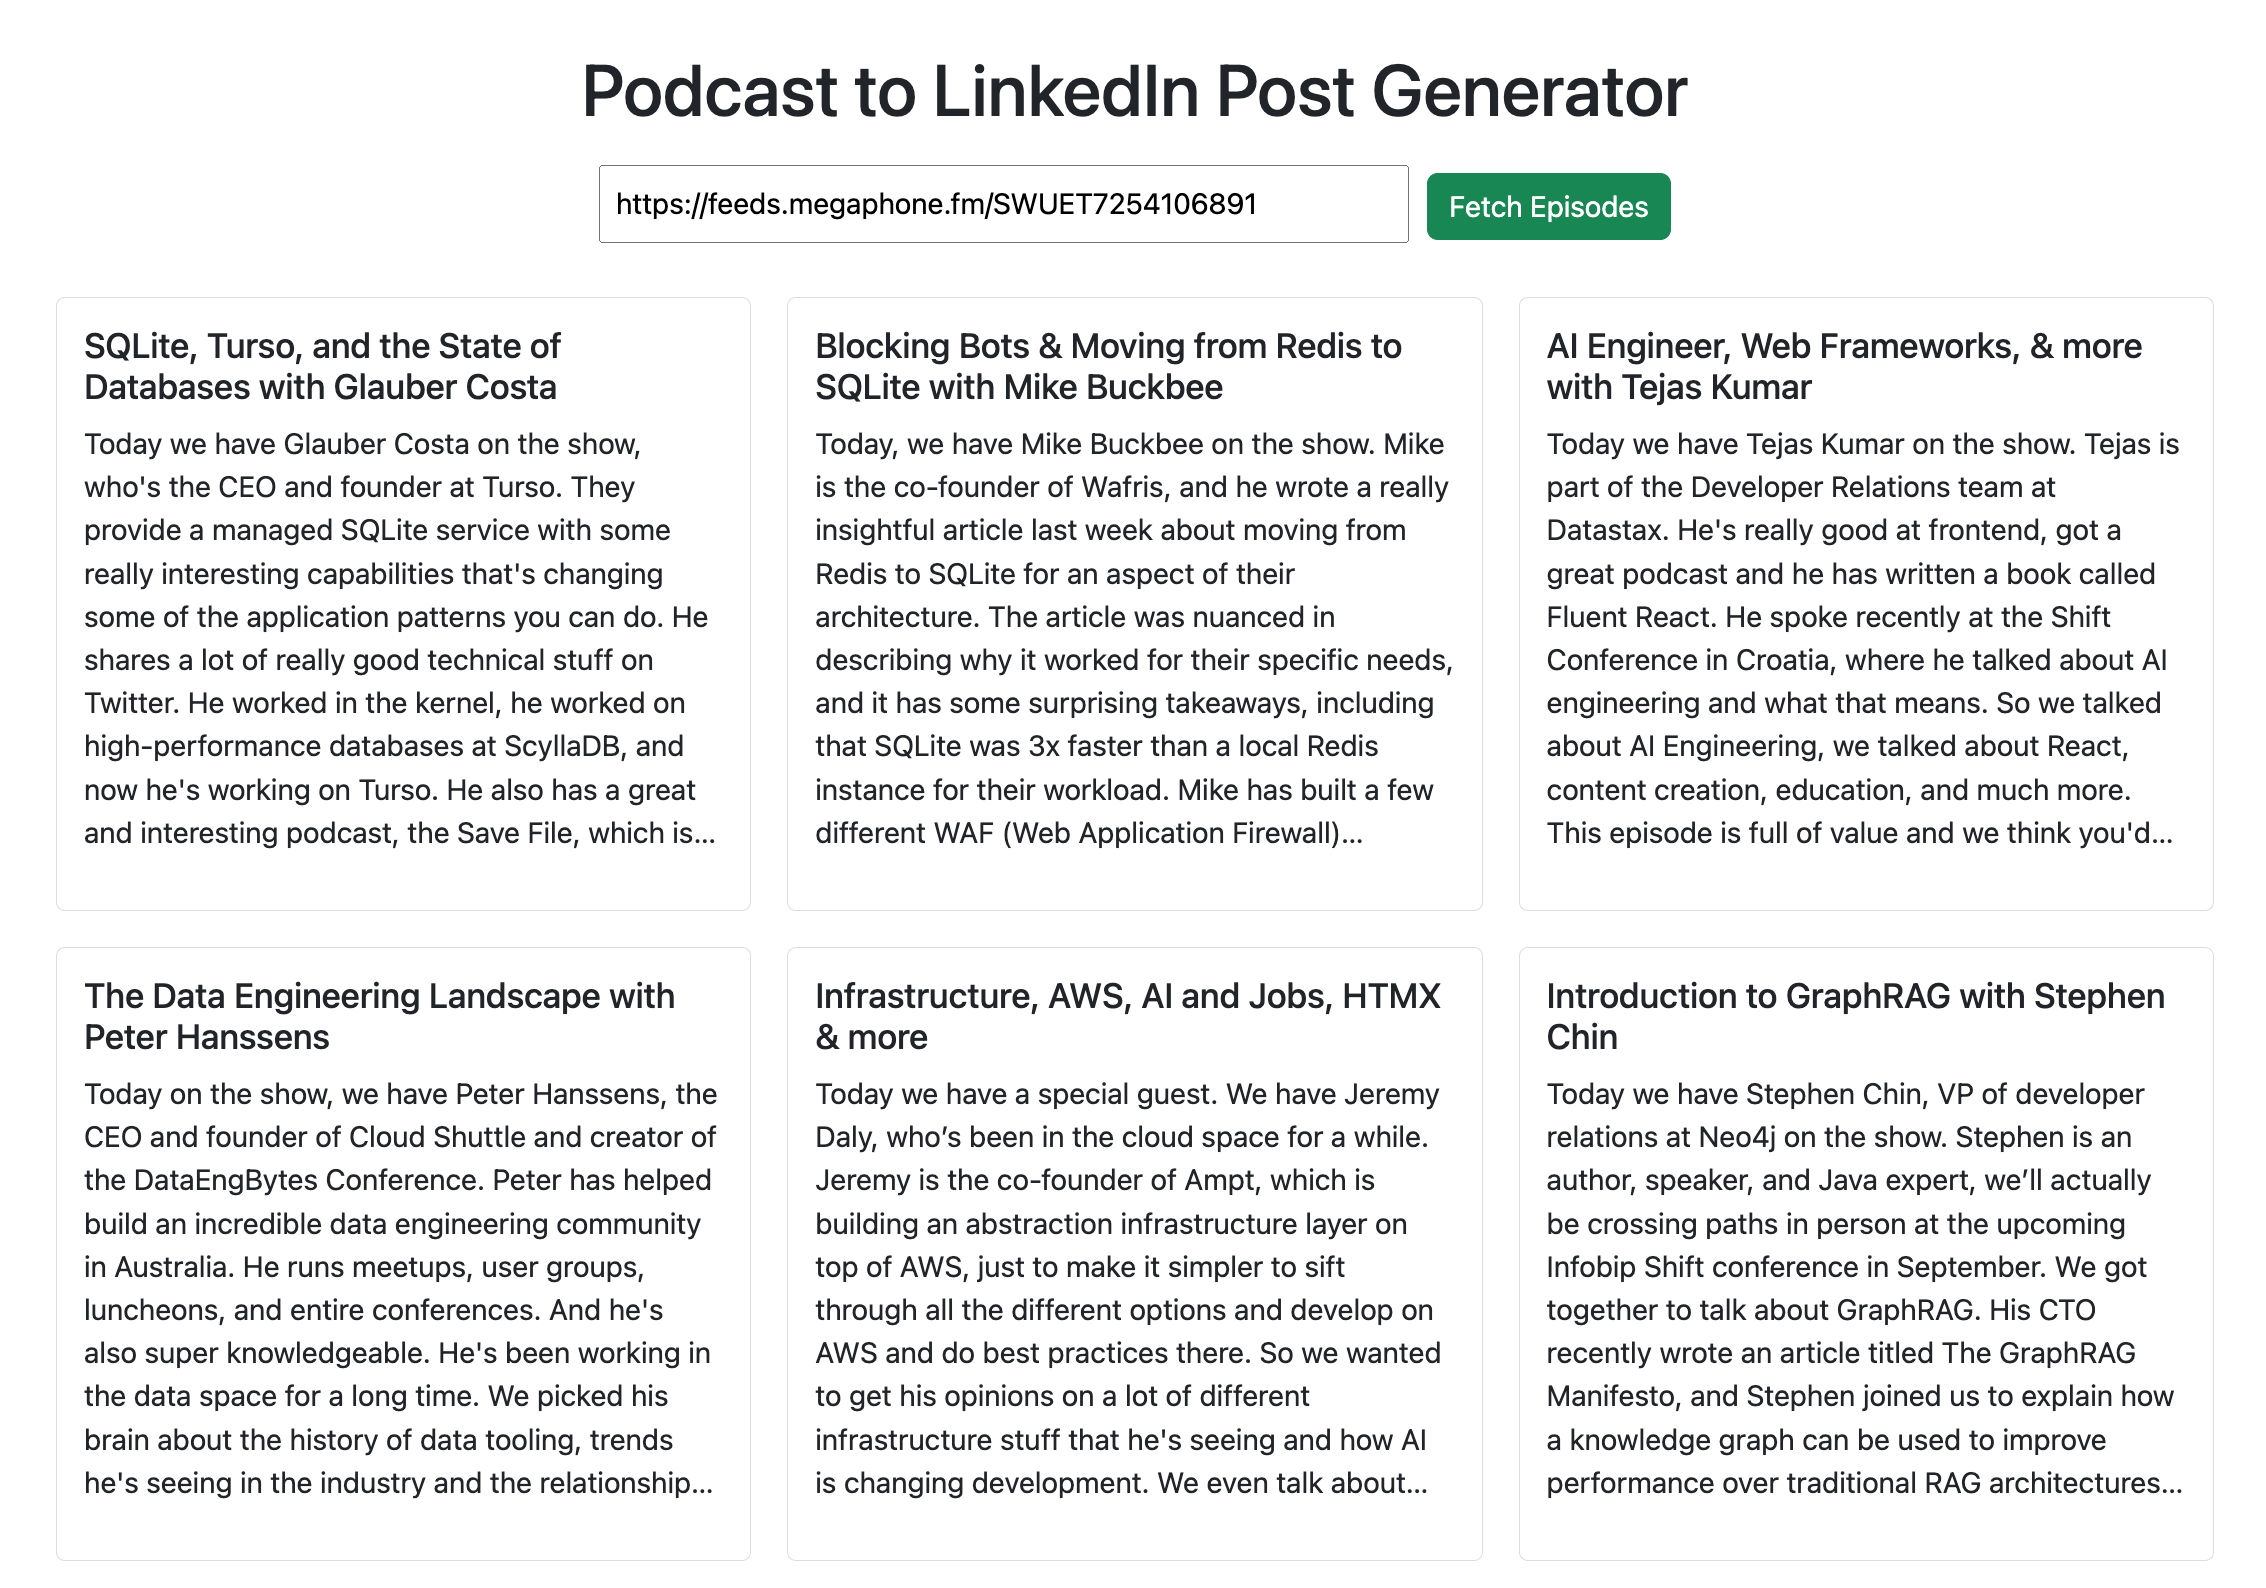 Podcast to LinkedIn Post Generator
https://feeds.megaphone.fm/SWUET7254106891
Fetch Episodes
SQLite, Turso, and the State of
Databases with Glauber Costa
Today we have Glauber Costa on the show,
who's the CEO and founder at Turso. They
provide a managed SQLite service with some
really interesting capabilities that's changing
some of the application patterns you can do. He
shares a lot of really good technical stuff on
Twitter. He worked in the kernel, he worked on
high-performance databases at ScyllaDB, and
now he's working on Turso. He also has a great
and interesting podcast, the Save File, which is...
Blocking Bots & Moving from Redis to
SQLite with Mike Buckbee
Today, we have Mike Buckbee on the show. Mike
is the co-founder of Wafris, and he wrote a really
insightful article last week about moving from
Redis to SQLite for an aspect of their
architecture. The article was nuanced in
describing why it worked for their specific needs,
and it has some surprising takeaways, including
that SQLite was 3x faster than a local Redis
instance for their workload. Mike has built a few
different WAF (Web Application Firewall)...
AI Engineer, Web Frameworks, & more
with Tejas Kumar
Today we have Tejas Kumar on the show. Tejas is
part of the Developer Relations team at
Datastax. He's really good at frontend, got a
great podcast and he has written a book called
Fluent React. He spoke recently at the Shift
Conference in Croatia, where he talked about AI
engineering and what that means. So we talked
about AI Engineering, we talked about React,
content creation, education, and much more.
This episode is full of value and we think you'd...
The Data Engineering Landscape with
Peter Hanssens
Today on the show, we have Peter Hanssens, the
CEO and founder of Cloud Shuttle and creator of
the DataEngBytes Conference. Peter has helped
build an incredible data engineering community
in Australia. He runs meetups, user groups,
luncheons, and entire conferences. And he's
also super knowledgeable. He's been working in
the data space for a long time. We picked his
brain about the history of data tooling, trends
he's seeing in the industry and the relationship...
Infrastructure, AWS, AI and Jobs, HTMX
& more
Today we have a special guest. We have Jeremy
Daly, who’s been in the cloud space for a while.
Jeremy is the co-founder of Ampt, which is
building an abstraction infrastructure layer on
top of AWS, just to make it simpler to sift
through all the different options and develop on
AWS and do best practices there. So we wanted
to get his opinions on a lot of different
infrastructure stuff that he's seeing and how AI
is changing development. We even talk about...
Introduction to GraphRAG with Stephen
Chin
Today we have Stephen Chin, VP of developer
relations at Neo4j on the show. Stephen is an
author, speaker, and Java expert, we’ll actually
be crossing paths in person at the upcoming
Infobip Shift conference in September. We got
together to talk about GraphRAG. His CTO
recently wrote an article titled The GraphRAG
Manifesto, and Stephen joined us to explain how
a knowledge graph can be used to improve
performance over traditional RAG architectures...